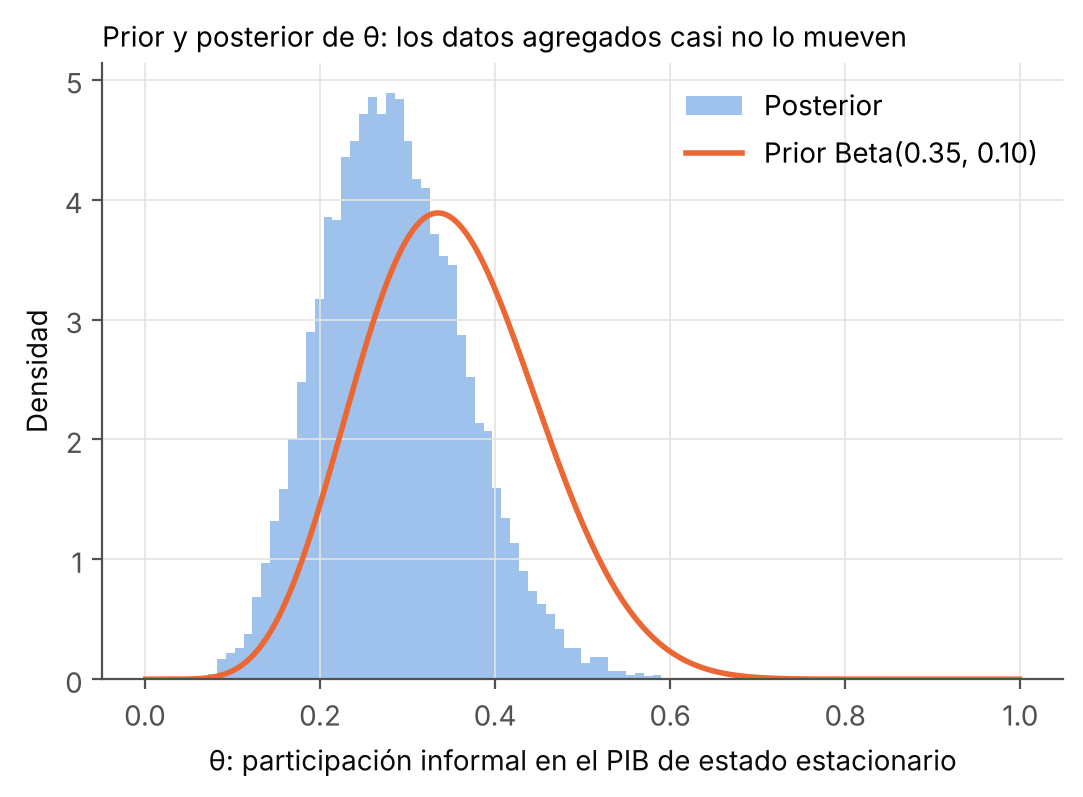 Prior y posterior de θ: los datos agregados casi no lo mueven
Posterior
Prior Beta(0.35, 0.10)
Densidad
5
4
3
2
1
0
0.0 0.2 0.4 0.6 0.8 1.0
θ: participación informal en el PIB de estado estacionario